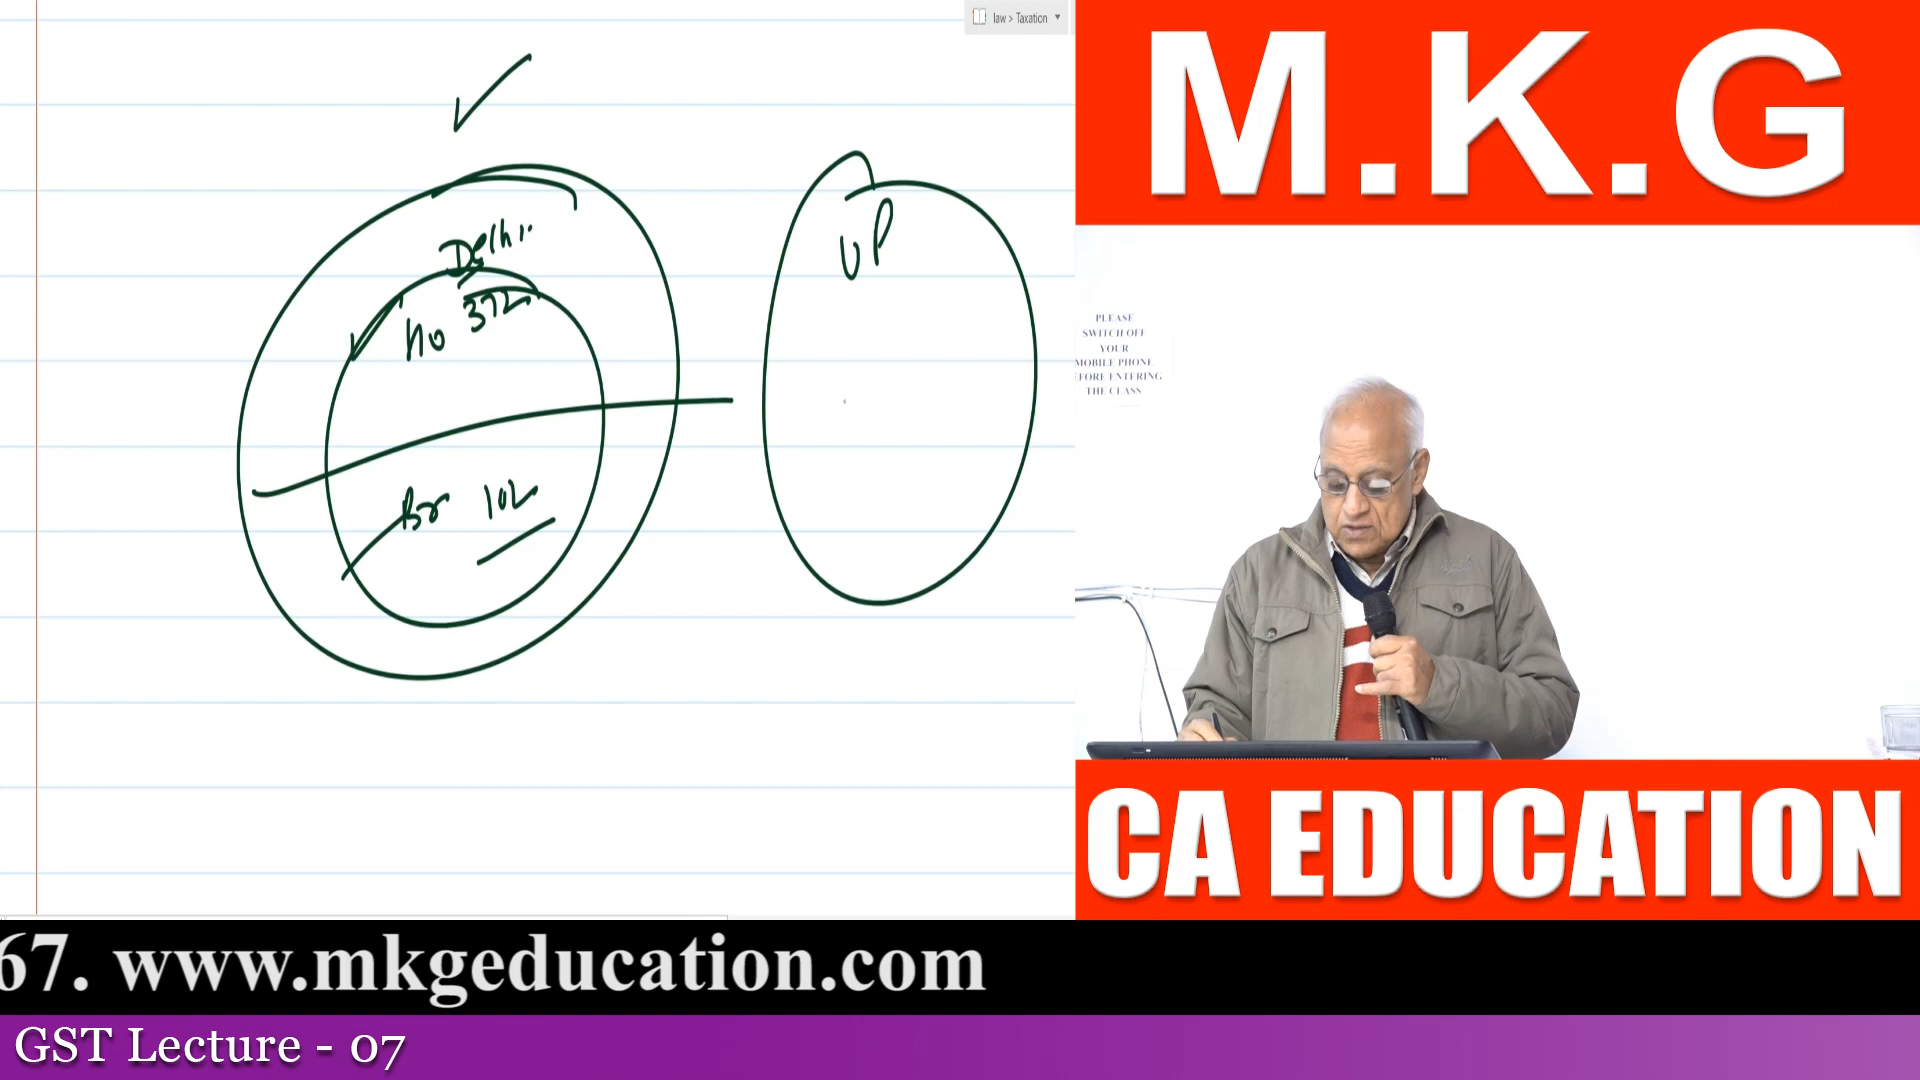 law > Taxation
Delhi
HO 37L
Br 10L
UP
M.K.G
PLEASE
SWITCH OFF
YOUR
MOBILE PHONE
FORE ENTERING
THE CLASS
CA EDUCATION
67. www.mkgeducation.com
GST Lecture - 07